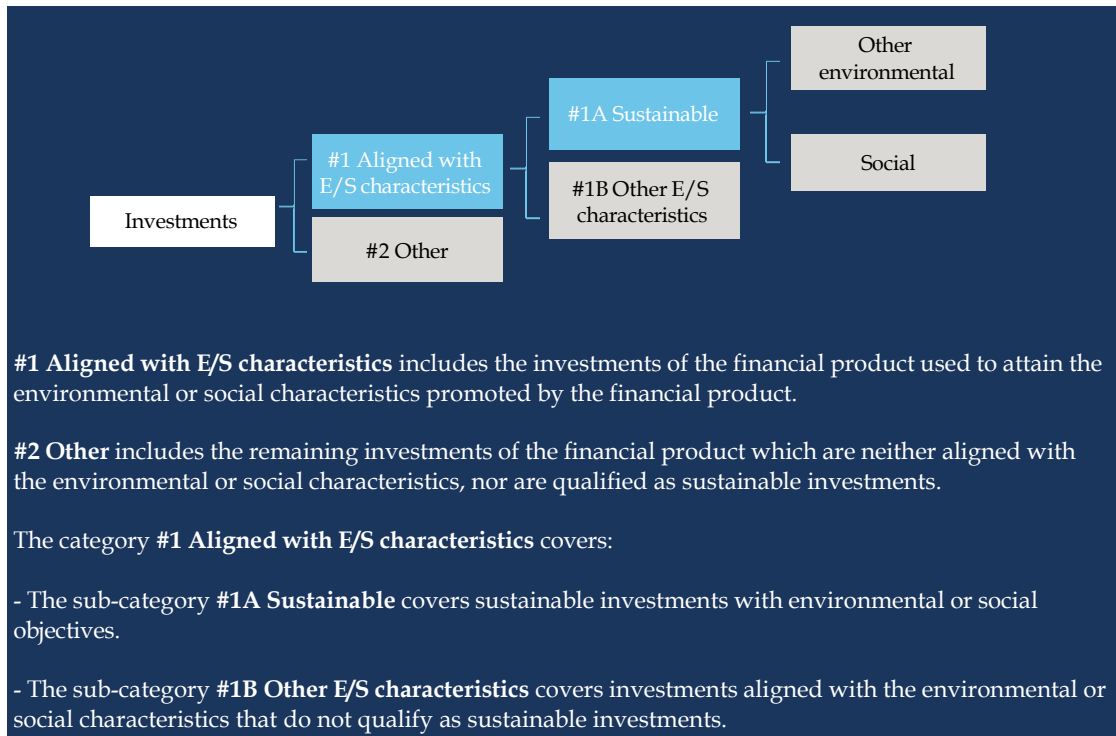 Other
environmental
#1A Sustainable
#1 Aligned with
E/S characteristics
Social
#1B Other E/S
characteristics
Investments
#2 Other
#1 Aligned with E/S characteristics includes the investments of the financial product used to attain the
environmental or social characteristics promoted by the financial product.
#2 Other includes the remaining investments of the financial product which are neither aligned with
the environmental or social characteristics, nor are qualified as sustainable investments.
The category #1 Aligned with E/S characteristics covers:
- The sub-category #1A Sustainable covers sustainable investments with environmental or social
objectives.
- The sub-category #1B Other E/S characteristics covers investments aligned with the environmental or
social characteristics that do not qualify as sustainable investments.